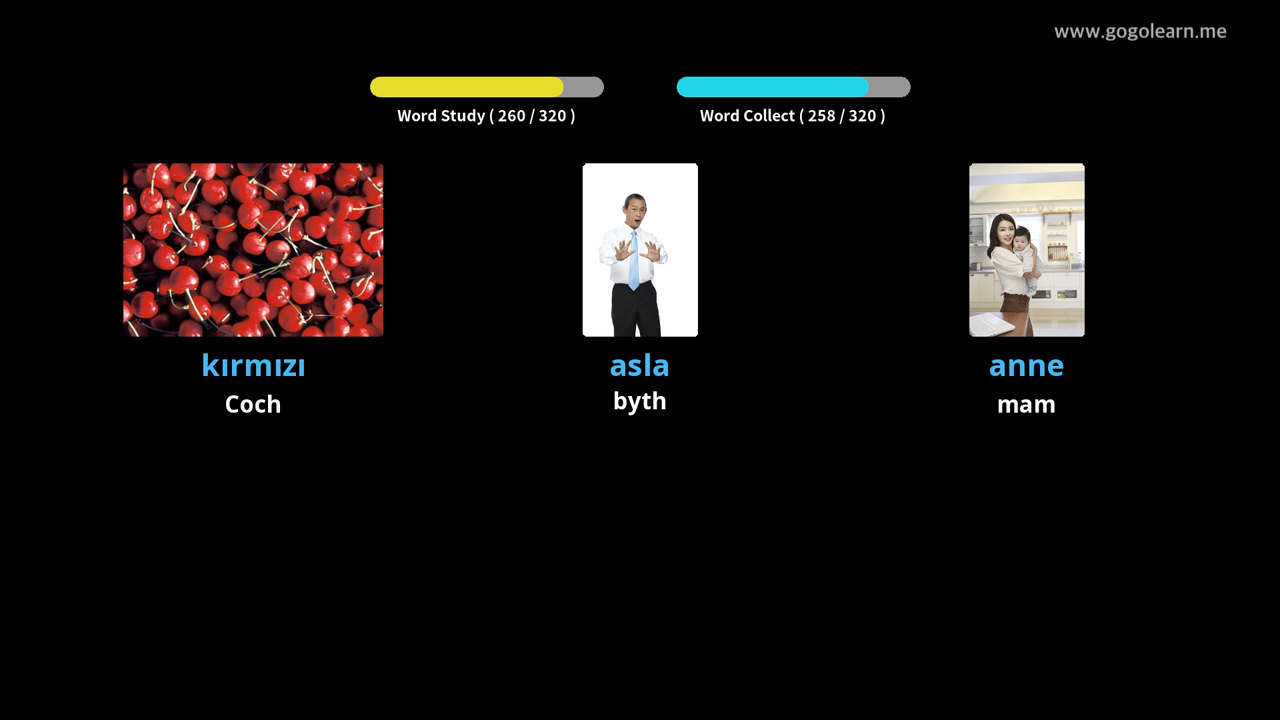 www.gogolearn.me
Word Study ( 260 / 320 )
Word Collect ( 258 / 320 )
kırmızı
Coch
asla
byth
anne
mam